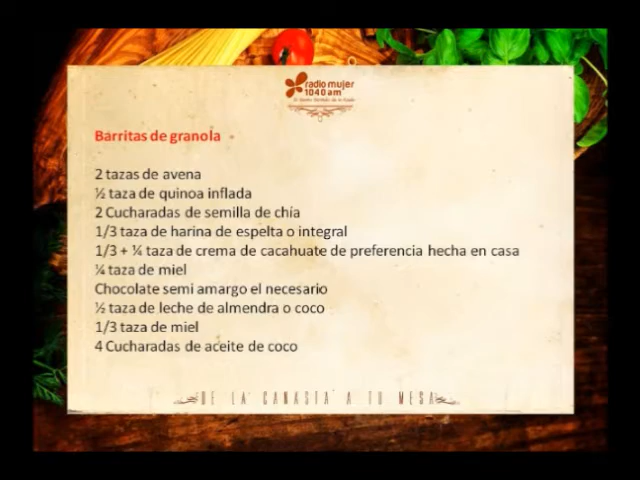 radio mujer
1040 am
Barritas de granola
2 tazas de avena
½ taza de quinoa inflada
2 Cucharadas de semilla de chía
1/3 taza de harina de espelta o integral
1/3 + ¼ taza de crema de cacahuate de preferencia hecha en casa
¼ taza de miel
Chocolate semi amargo el necesario
½ taza de leche de almendra o coco
1/3 taza de miel
4 Cucharadas de aceite de coco
DE LA CANASTA A TU MESA